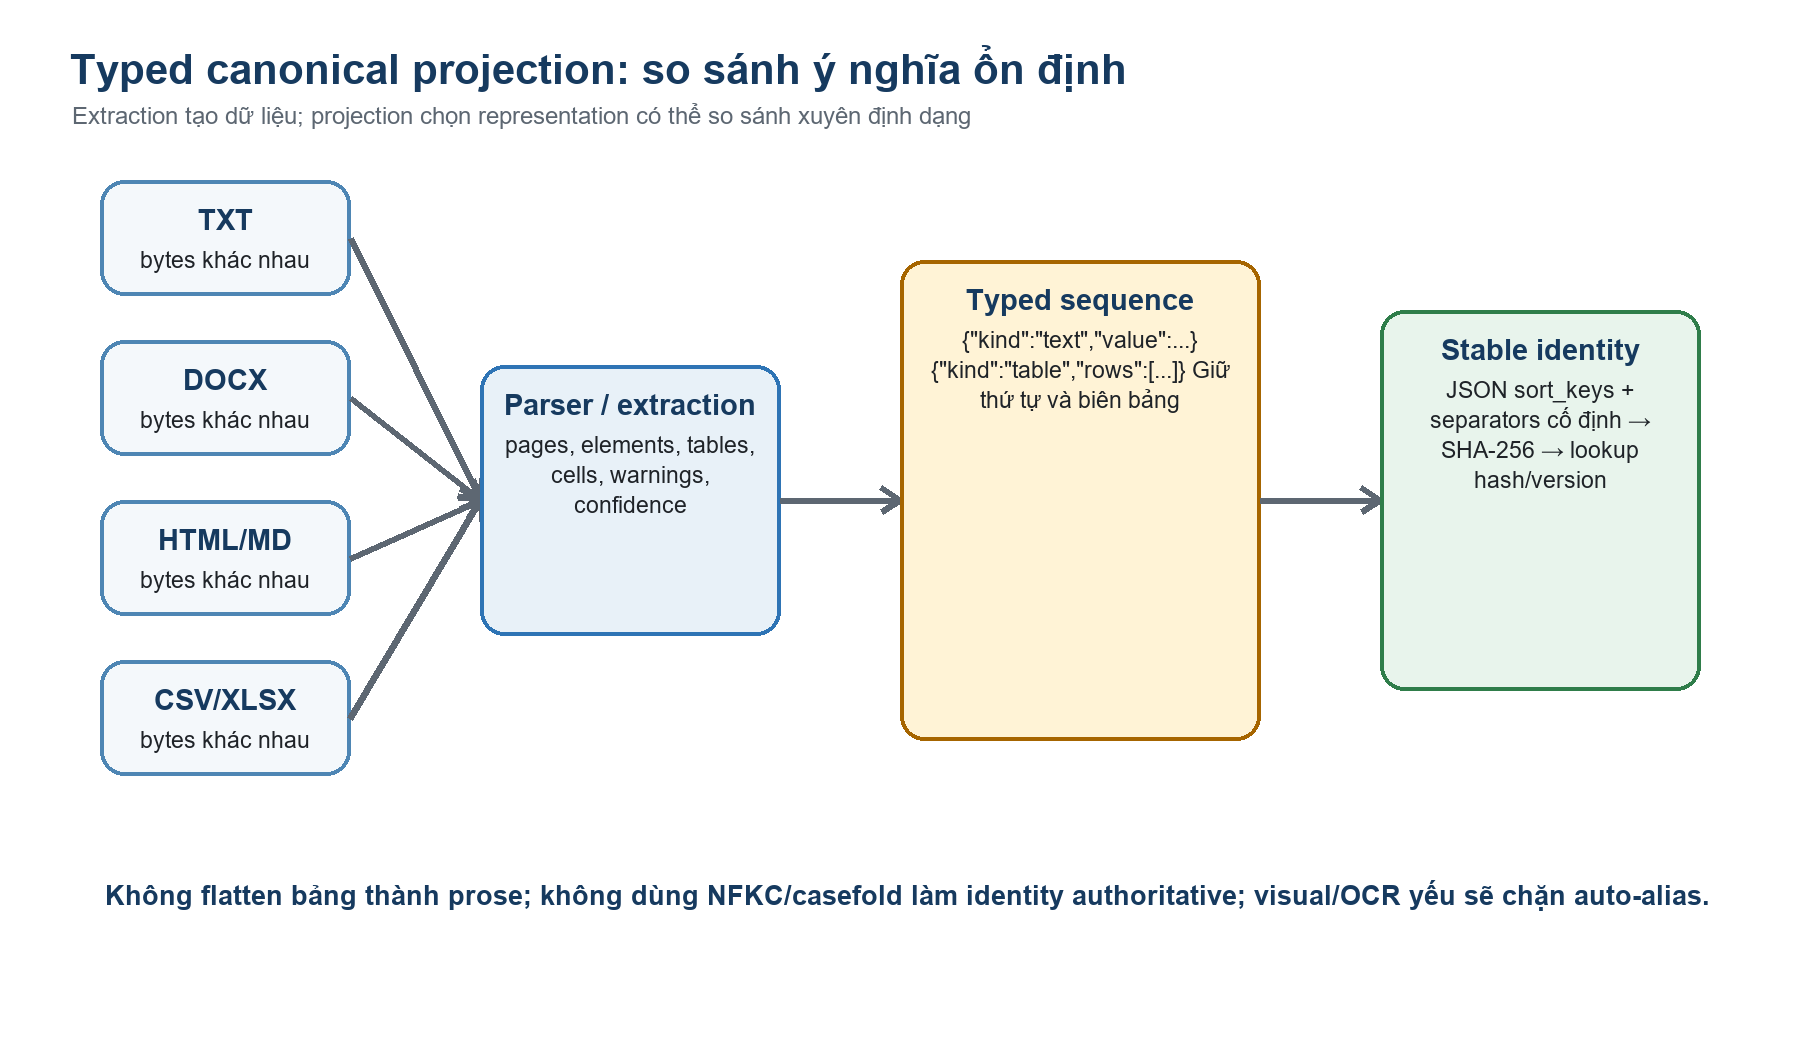 Typed canonical projection: so sánh ý nghĩa ổn định
Extraction tạo dữ liệu; projection chọn representation có thể so sánh xuyên định dạng
TXT
bytes khác nhau
DOCX
bytes khác nhau
HTML/MD
bytes khác nhau
CSV/XLSX
bytes khác nhau
Parser / extraction
pages, elements, tables,
cells, warnings,
confidence
Typed sequence
{"kind":"text","value":...}
{"kind":"table","rows":[...]} Giữ
thứ tự và biên bảng
Stable identity
JSON sort_keys +
separators cố định →
SHA-256 → lookup
hash/version
Không flatten bảng thành prose; không dùng NFKC/casefold làm identity authoritative; visual/OCR yếu sẽ chặn auto-alias.